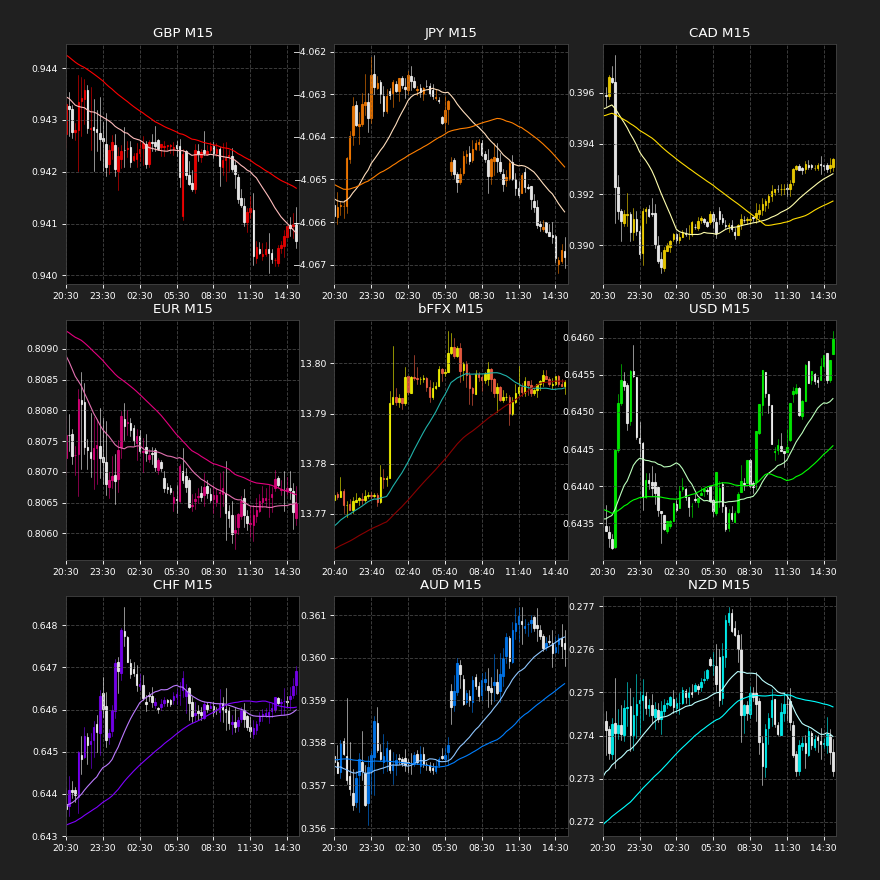 GBP M15
0.944
0.943
0.942
0.941
0.940
20:30 23:30 02:30 05:30 08:30 11:30 14:30
JPY M15
−4.062
−4.063
−4.064
−4.065
−4.066
−4.067
20:30 23:30 02:30 05:30 08:30 11:30 14:30
CAD M15
0.396
0.394
0.392
0.390
20:30 23:30 02:30 05:30 08:30 11:30 14:30
EUR M15
0.8090
0.8085
0.8080
0.8075
0.8070
0.8065
0.8060
20:30 23:30 02:30 05:30 08:30 11:30 14:30
bFFX M15
13.80
13.79
13.78
13.77
20:40 23:40 02:40 05:40 08:40 11:40 14:40
USD M15
0.6460
0.6455
0.6450
0.6445
0.6440
0.6435
20:30 23:30 02:30 05:30 08:30 11:30 14:30
CHF M15
0.648
0.647
0.646
0.645
0.644
0.643
20:30 23:30 02:30 05:30 08:30 11:30 14:30
AUD M15
0.361
0.360
0.359
0.358
0.357
0.356
20:30 23:30 02:30 05:30 08:30 11:30 14:30
NZD M15
0.277
0.276
0.275
0.274
0.273
0.272
20:30 23:30 02:30 05:30 08:30 11:30 14:30